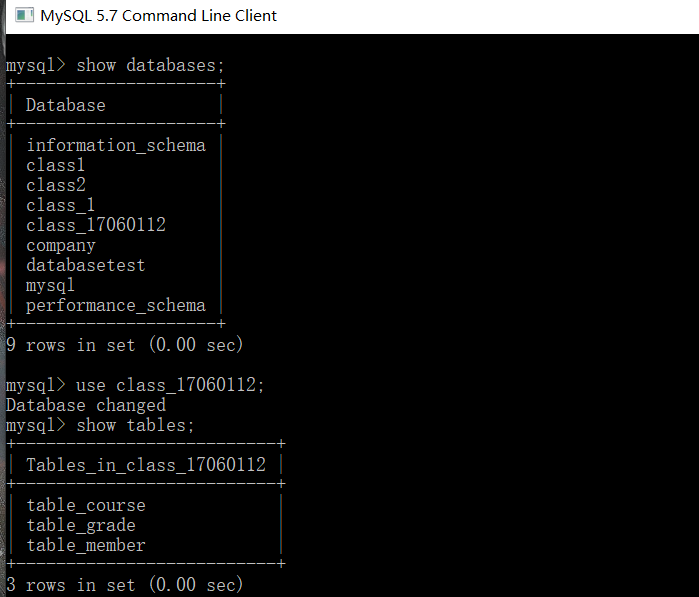 MySQL 5.7 Command Line Client
mysql> show databases;
+--------------------+
| Database           |
+--------------------+
| information_schema |
| class1             |
| class2             |
| class_1            |
| class_17060112     |
| company            |
| databasetest       |
| mysql              |
| performance_schema |
+--------------------+
9 rows in set (0.00 sec)
mysql> use class_17060112;
Database changed
mysql> show tables;
+--------------------------+
| Tables_in_class_17060112 |
+--------------------------+
| table_course             |
| table_grade              |
| table_member             |
+--------------------------+
3 rows in set (0.00 sec)